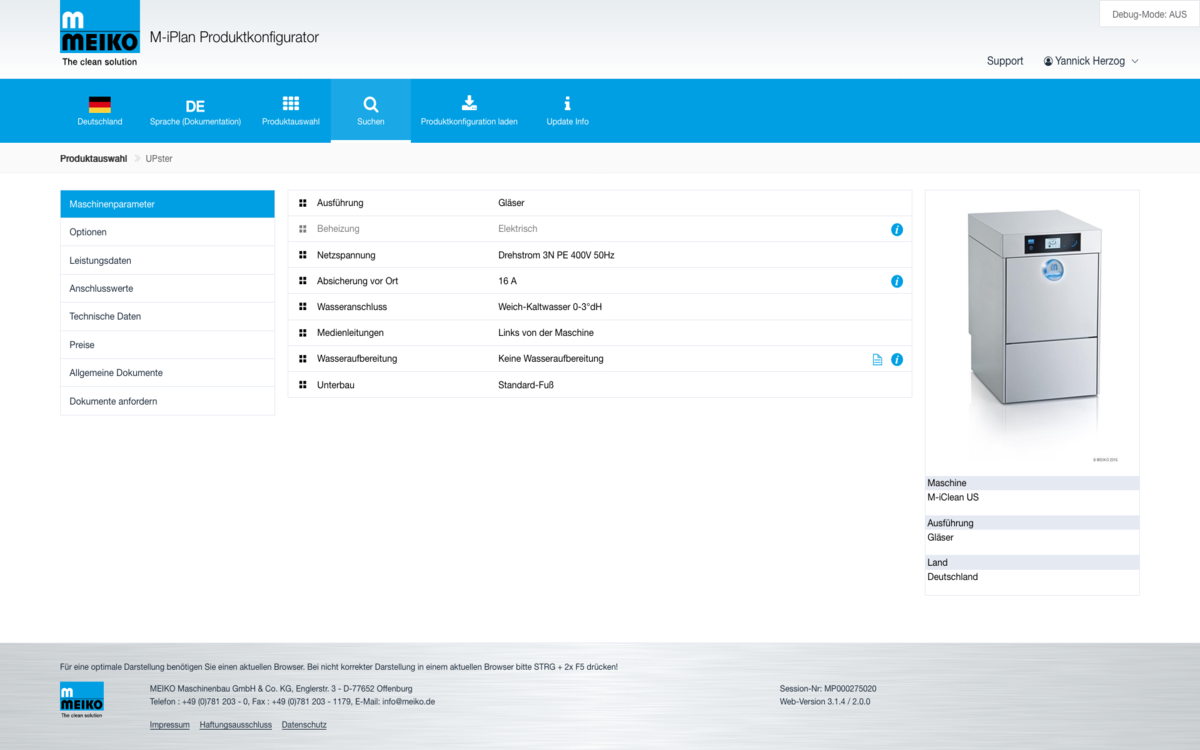 Debug-Mode: AUS
m
MEIKO
The clean solution
M-iPlan Produktkonfigurator
Support
Yannick Herzog
DE
Deutschland
Sprache (Dokumentation)
Produktauswahl
Suchen
Produktkonfiguration laden
Update Info
Produktauswahl UPster
Maschinenparameter
Optionen
Leistungsdaten
Anschlusswerte
Technische Daten
Preise
Allgemeine Dokumente
Dokumente anfordern
Ausführung Gläser
Beheizung Elektrisch
Netzspannung Drehstrom 3N PE 400V 50Hz
Absicherung vor Ort 16 A
Wasseranschluss Weich-Kaltwasser 0-3°dH
Medienleitungen Links von der Maschine
Wasseraufbereitung Keine Wasseraufbereitung
Unterbau Standard-Fuß
© MEIKO 2016
Maschine
M-iClean US
Ausführung
Gläser
Land
Deutschland
Für eine optimale Darstellung benötigen Sie einen aktuellen Browser. Bei nicht korrekter Darstellung in einem aktuellen Browser bitte STRG + 2x F5 drücken!
m
MEIKO
The clean solution
MEIKO Maschinenbau GmbH & Co. KG, Englerstr. 3 - D-77652 Offenburg
Telefon : +49 (0)781 203 - 0, Fax : +49 (0)781 203 - 1179, E-Mail: info@meiko.de
Impressum Haftungsausschluss Datenschutz
Session-Nr: MP000275020
Web-Version 3.1.4 / 2.0.0